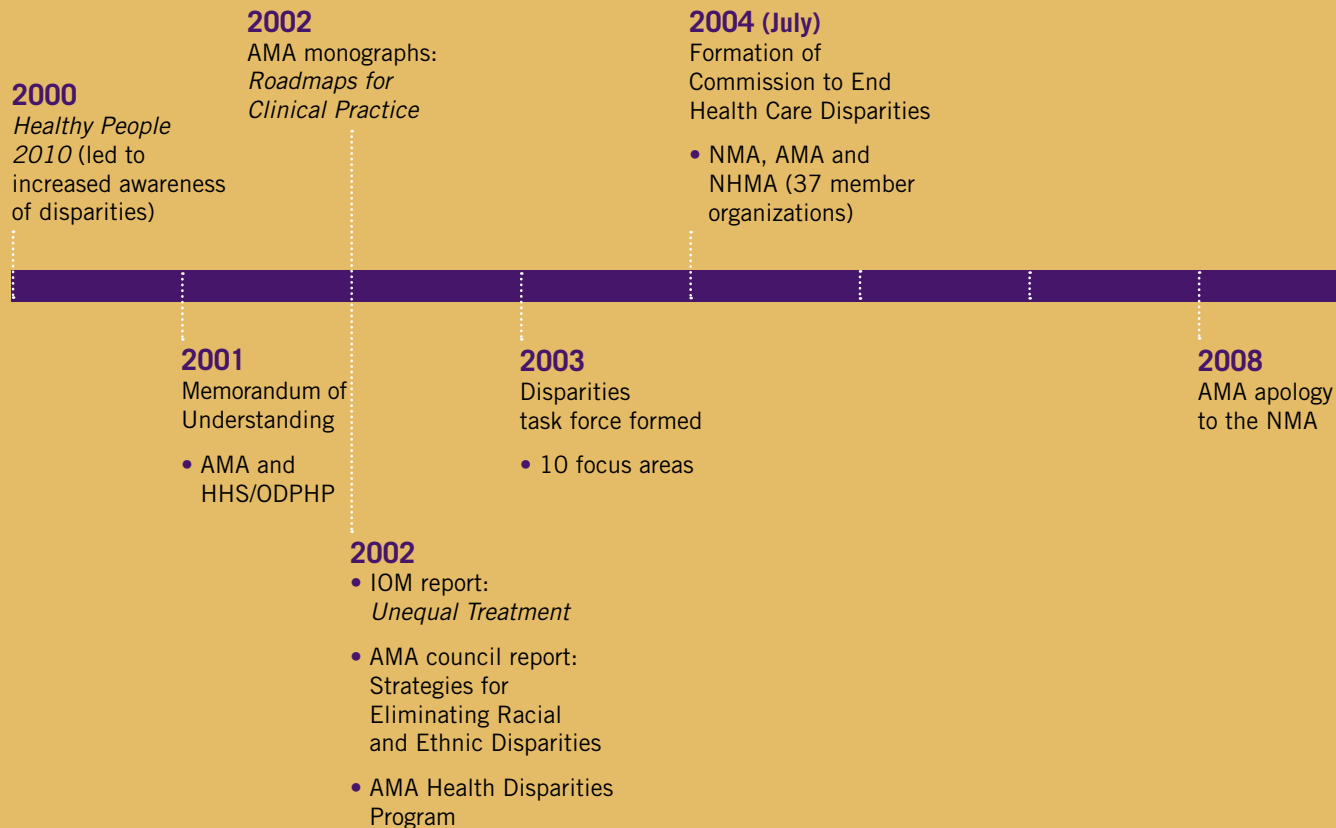 2000
Healthy People
2010 (led to
increased awareness
of disparities)
2002
AMA monographs:
Roadmaps for
Clinical Practice
2004 (July)
Formation of
Commission to End
Health Care Disparities
• NMA, AMA and
NHMA (37 member
organizations)
2001
Memorandum of
Understanding
• AMA and
HHS/ODPHP
2002
• IOM report:
Unequal Treatment
• AMA council report:
Strategies for
Eliminating Racial
and Ethnic Disparities
• AMA Health Disparities
Program
2003
Disparities
task force formed
• 10 focus areas
2008
AMA apology
to the NMA